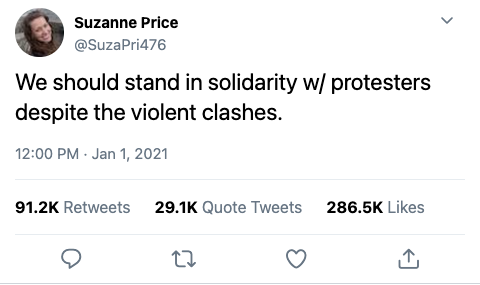 Suzanne Price
@SuzaPri476
We should stand in solidarity w/ protesters
despite the violent clashes.
12:00 PM · Jan 1, 2021
91.2K Retweets 29.1K Quote Tweets 286.5K Likes